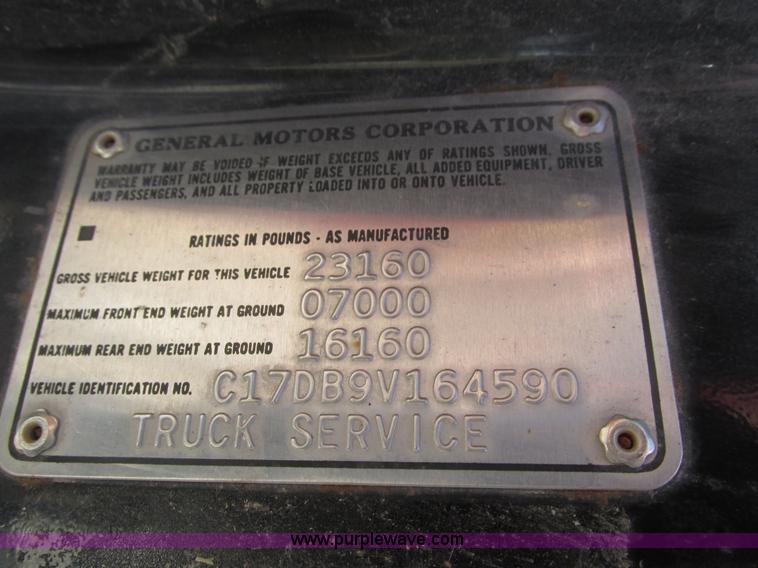 GENERAL MOTORS CORPORATION
WARRANTY MAY BE VOIDED IF WEIGHT EXCEEDS ANY OF RATINGS SHOWN. GROSS
VEHICLE WEIGHT INCLUDES WEIGHT OF BASE VEHICLE, ALL ADDED EQUIPMENT, DRIVER
AND PASSENGERS, AND ALL PROPERTY LOADED INTO OR ONTO VEHICLE.
RATINGS IN POUNDS - AS MANUFACTURED
GROSS VEHICLE WEIGHT FOR THIS VEHICLE 23160
MAXIMUM FRONT END WEIGHT AT GROUND 07000
MAXIMUM REAR END WEIGHT AT GROUND 16160
VEHICLE IDENTIFICATION NO. C17DB9V164590
TRUCK SERVICE
www.purplewave.com